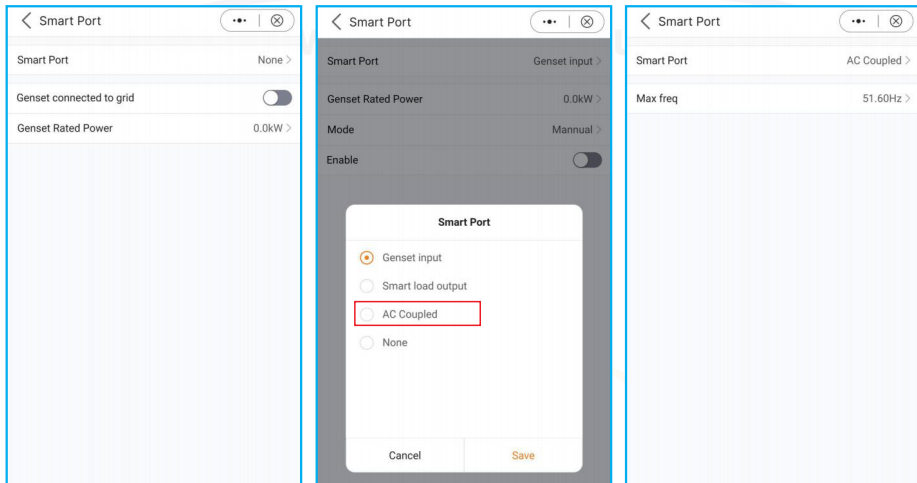 Smart Port
Smart Port None >
Genset connected to grid
Genset Rated Power 0.0kW >
Smart Port
Smart Port Genset input >
Genset Rated Power 0.0kW >
Mode Mannual >
Enable
Smart Port
Genset input
Smart load output
AC Coupled
None
Cancel Save
Smart Port
Smart Port AC Coupled >
Max freq 51.60Hz >